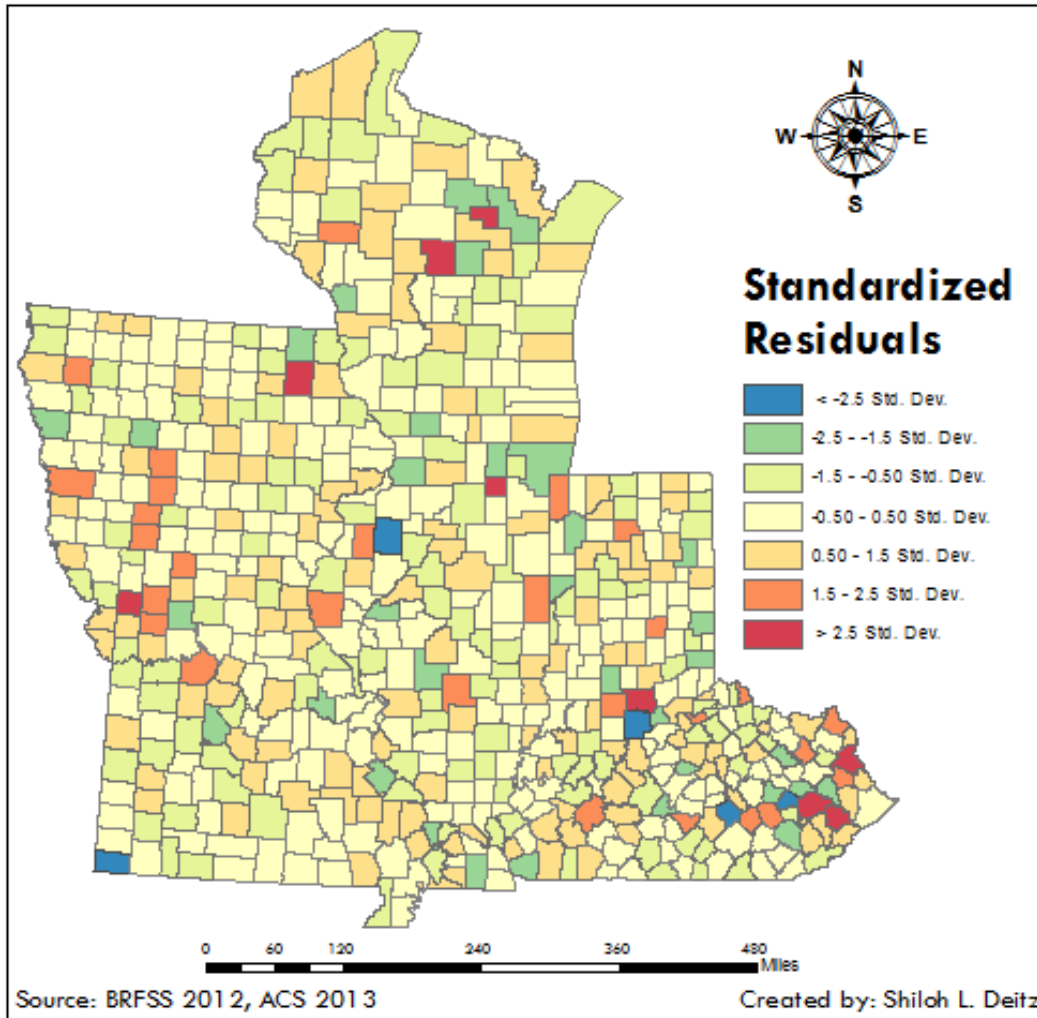 N
W E
S
Standardized
Residuals
< -2.5 Std. Dev.
-2.5 - -1.5 Std. Dev.
-1.5 - -0.50 Std. Dev.
-0.50 - 0.50 Std. Dev.
0.50 - 1.5 Std. Dev.
1.5 - 2.5 Std. Dev.
> 2.5 Std. Dev.
0 60 120 240 360 480
Miles
Source: BRFSS 2012, ACS 2013
Created by: Shiloh L. Deitz